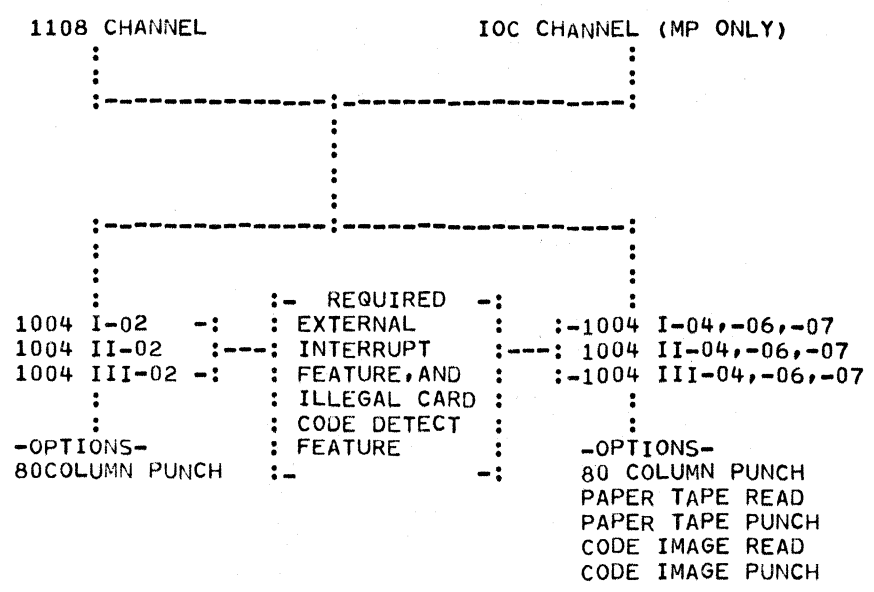 1108 CHANNEL                    IOC CHANNEL (MP ONLY)
:                                   :
:                                   :
:---------------:-------------------:
                :
                :
                :
                :
:---------------:-------------------:
:                                   :
:                                   :
:           :-  REQUIRED  -:        :
1004 I-02   -:   : EXTERNAL     :   :-1004 I-04,-06,-07
1004 II-02   :---: INTERRUPT    :---: 1004 II-04,-06,-07
1004 III-02 -:   : FEATURE,AND  :   :-1004 III-04,-06,-07
:                : ILLEGAL CARD :       :
:                : CODE DETECT  :       :
-OPTIONS-        : FEATURE      :    -OPTIONS-
80COLUMN PUNCH   :-            -:    80 COLUMN PUNCH
                                     PAPER TAPE READ
                                     PAPER TAPE PUNCH
                                     CODE IMAGE READ
                                     CODE IMAGE PUNCH